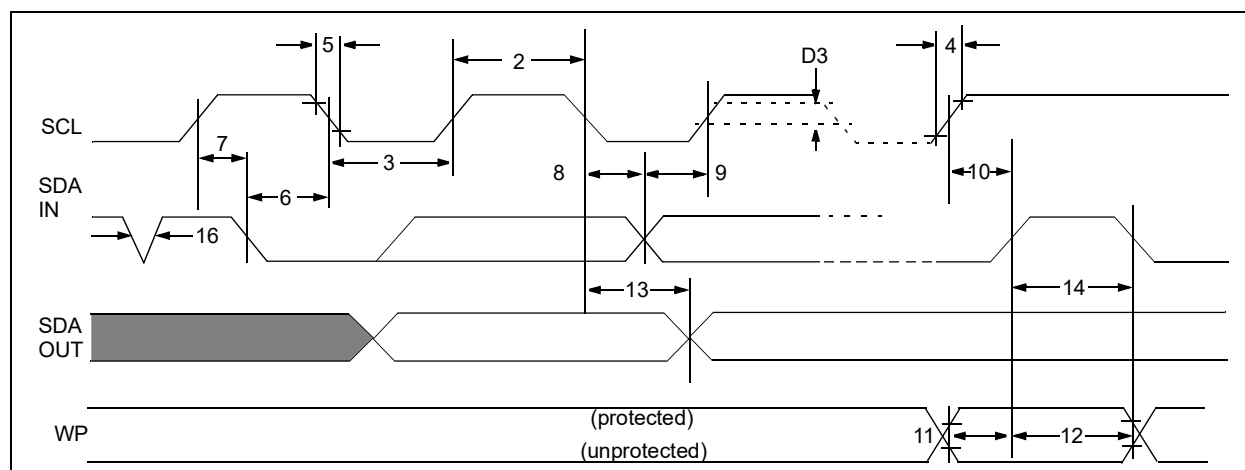 5
2
D3
4
SCL
7
3
8
9
10
SDA
IN
6
16
13
14
SDA
OUT
WP
(protected)
(unprotected)
11
12